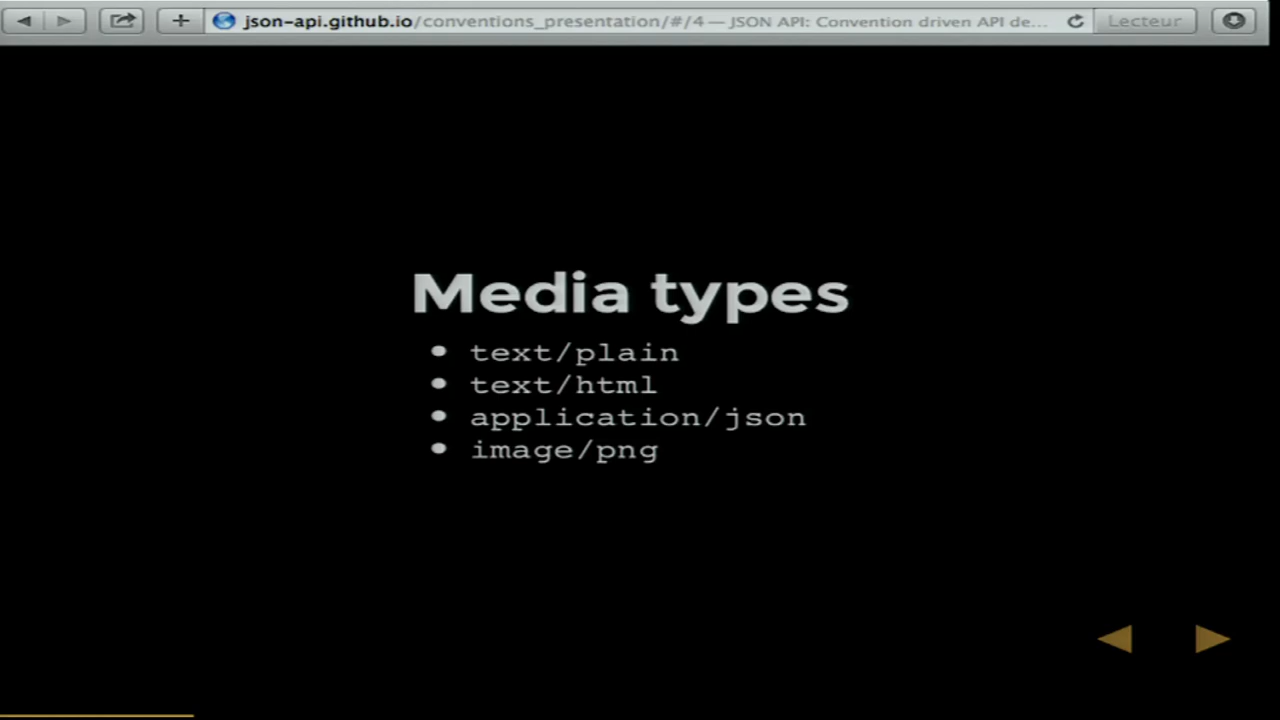 json-api.github.io/conventions_presentation/#/4 — JSON API: Convention driven API de...
Lecteur
Media types
text/plain
text/html
application/json
image/png